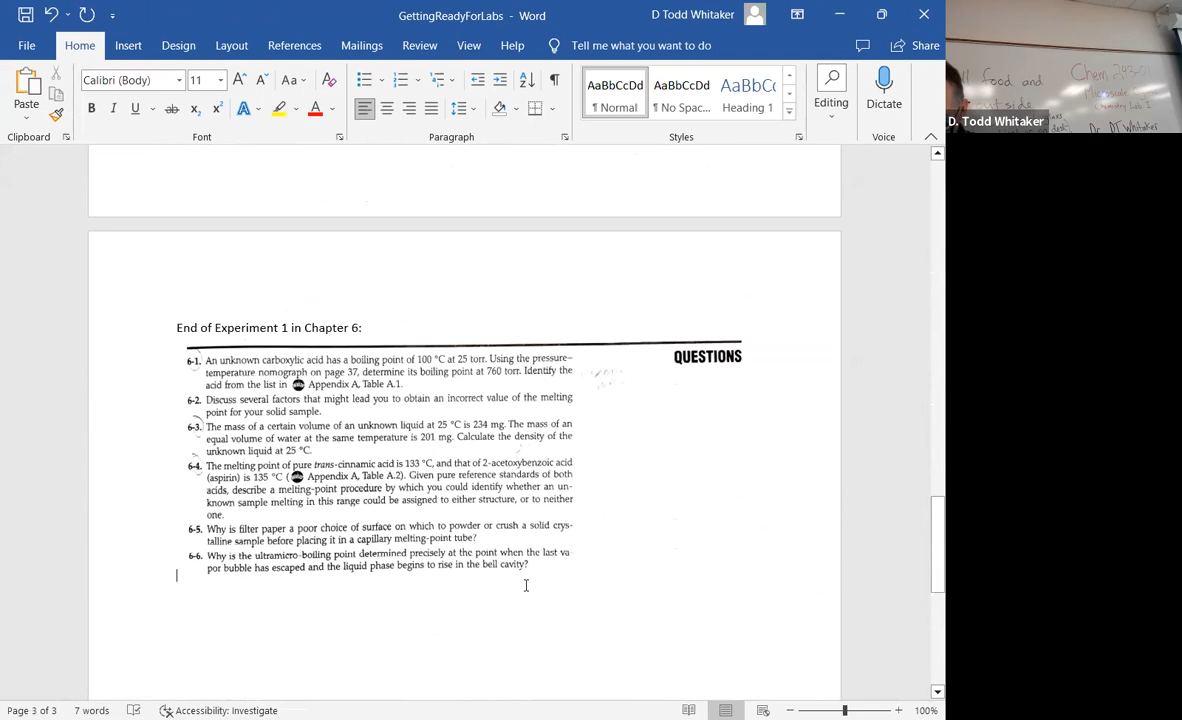 GettingReadyForLabs - Word
D Todd Whitaker
File Home Insert Design Layout References Mailings Review View Help Tell me what you want to do Share
Calibri (Body) 11 A A Aa A
AaBbCcDd AaBbCcDd AaBbCc
Paste B I U ab x₂ x² A A
¶ Normal ¶ No Spac... Heading 1
Editing Dictate
Clipboard Font Paragraph Styles Voice
End of Experiment 1 in Chapter 6:
QUESTIONS
6-1. An unknown carboxylic acid has a boiling point of 100 °C at 25 torr. Using the pressure–
temperature nomograph on page 37, determine its boiling point at 760 torr. Identify the
acid from the list in Appendix A, Table A.1.
6-2. Discuss several factors that might lead you to obtain an incorrect value of the melting
point for your solid sample.
6-3. The mass of a certain volume of an unknown liquid at 25 °C is 234 mg. The mass of an
equal volume of water at the same temperature is 201 mg. Calculate the density of the
unknown liquid at 25 °C.
6-4. The melting point of pure trans-cinnamic acid is 133 °C, and that of 2-acetoxybenzoic acid
(aspirin) is 135 °C ( Appendix A, Table A.2). Given pure reference standards of both
acids, describe a melting-point procedure by which you could identify whether an un-
known sample melting in this range could be assigned to either structure, or to neither
one.
6-5. Why is filter paper a poor choice of surface on which to powder or crush a solid crys-
talline sample before placing it in a capillary melting-point tube?
6-6. Why is the ultramicro-boiling point determined precisely at the point when the last va-
por bubble has escaped and the liquid phase begins to rise in the bell cavity?
Page 3 of 3 7 words Accessibility: Investigate 100%
food and
Chem
Microscale
D. Todd Whitaker
Dr. DT Whitaker